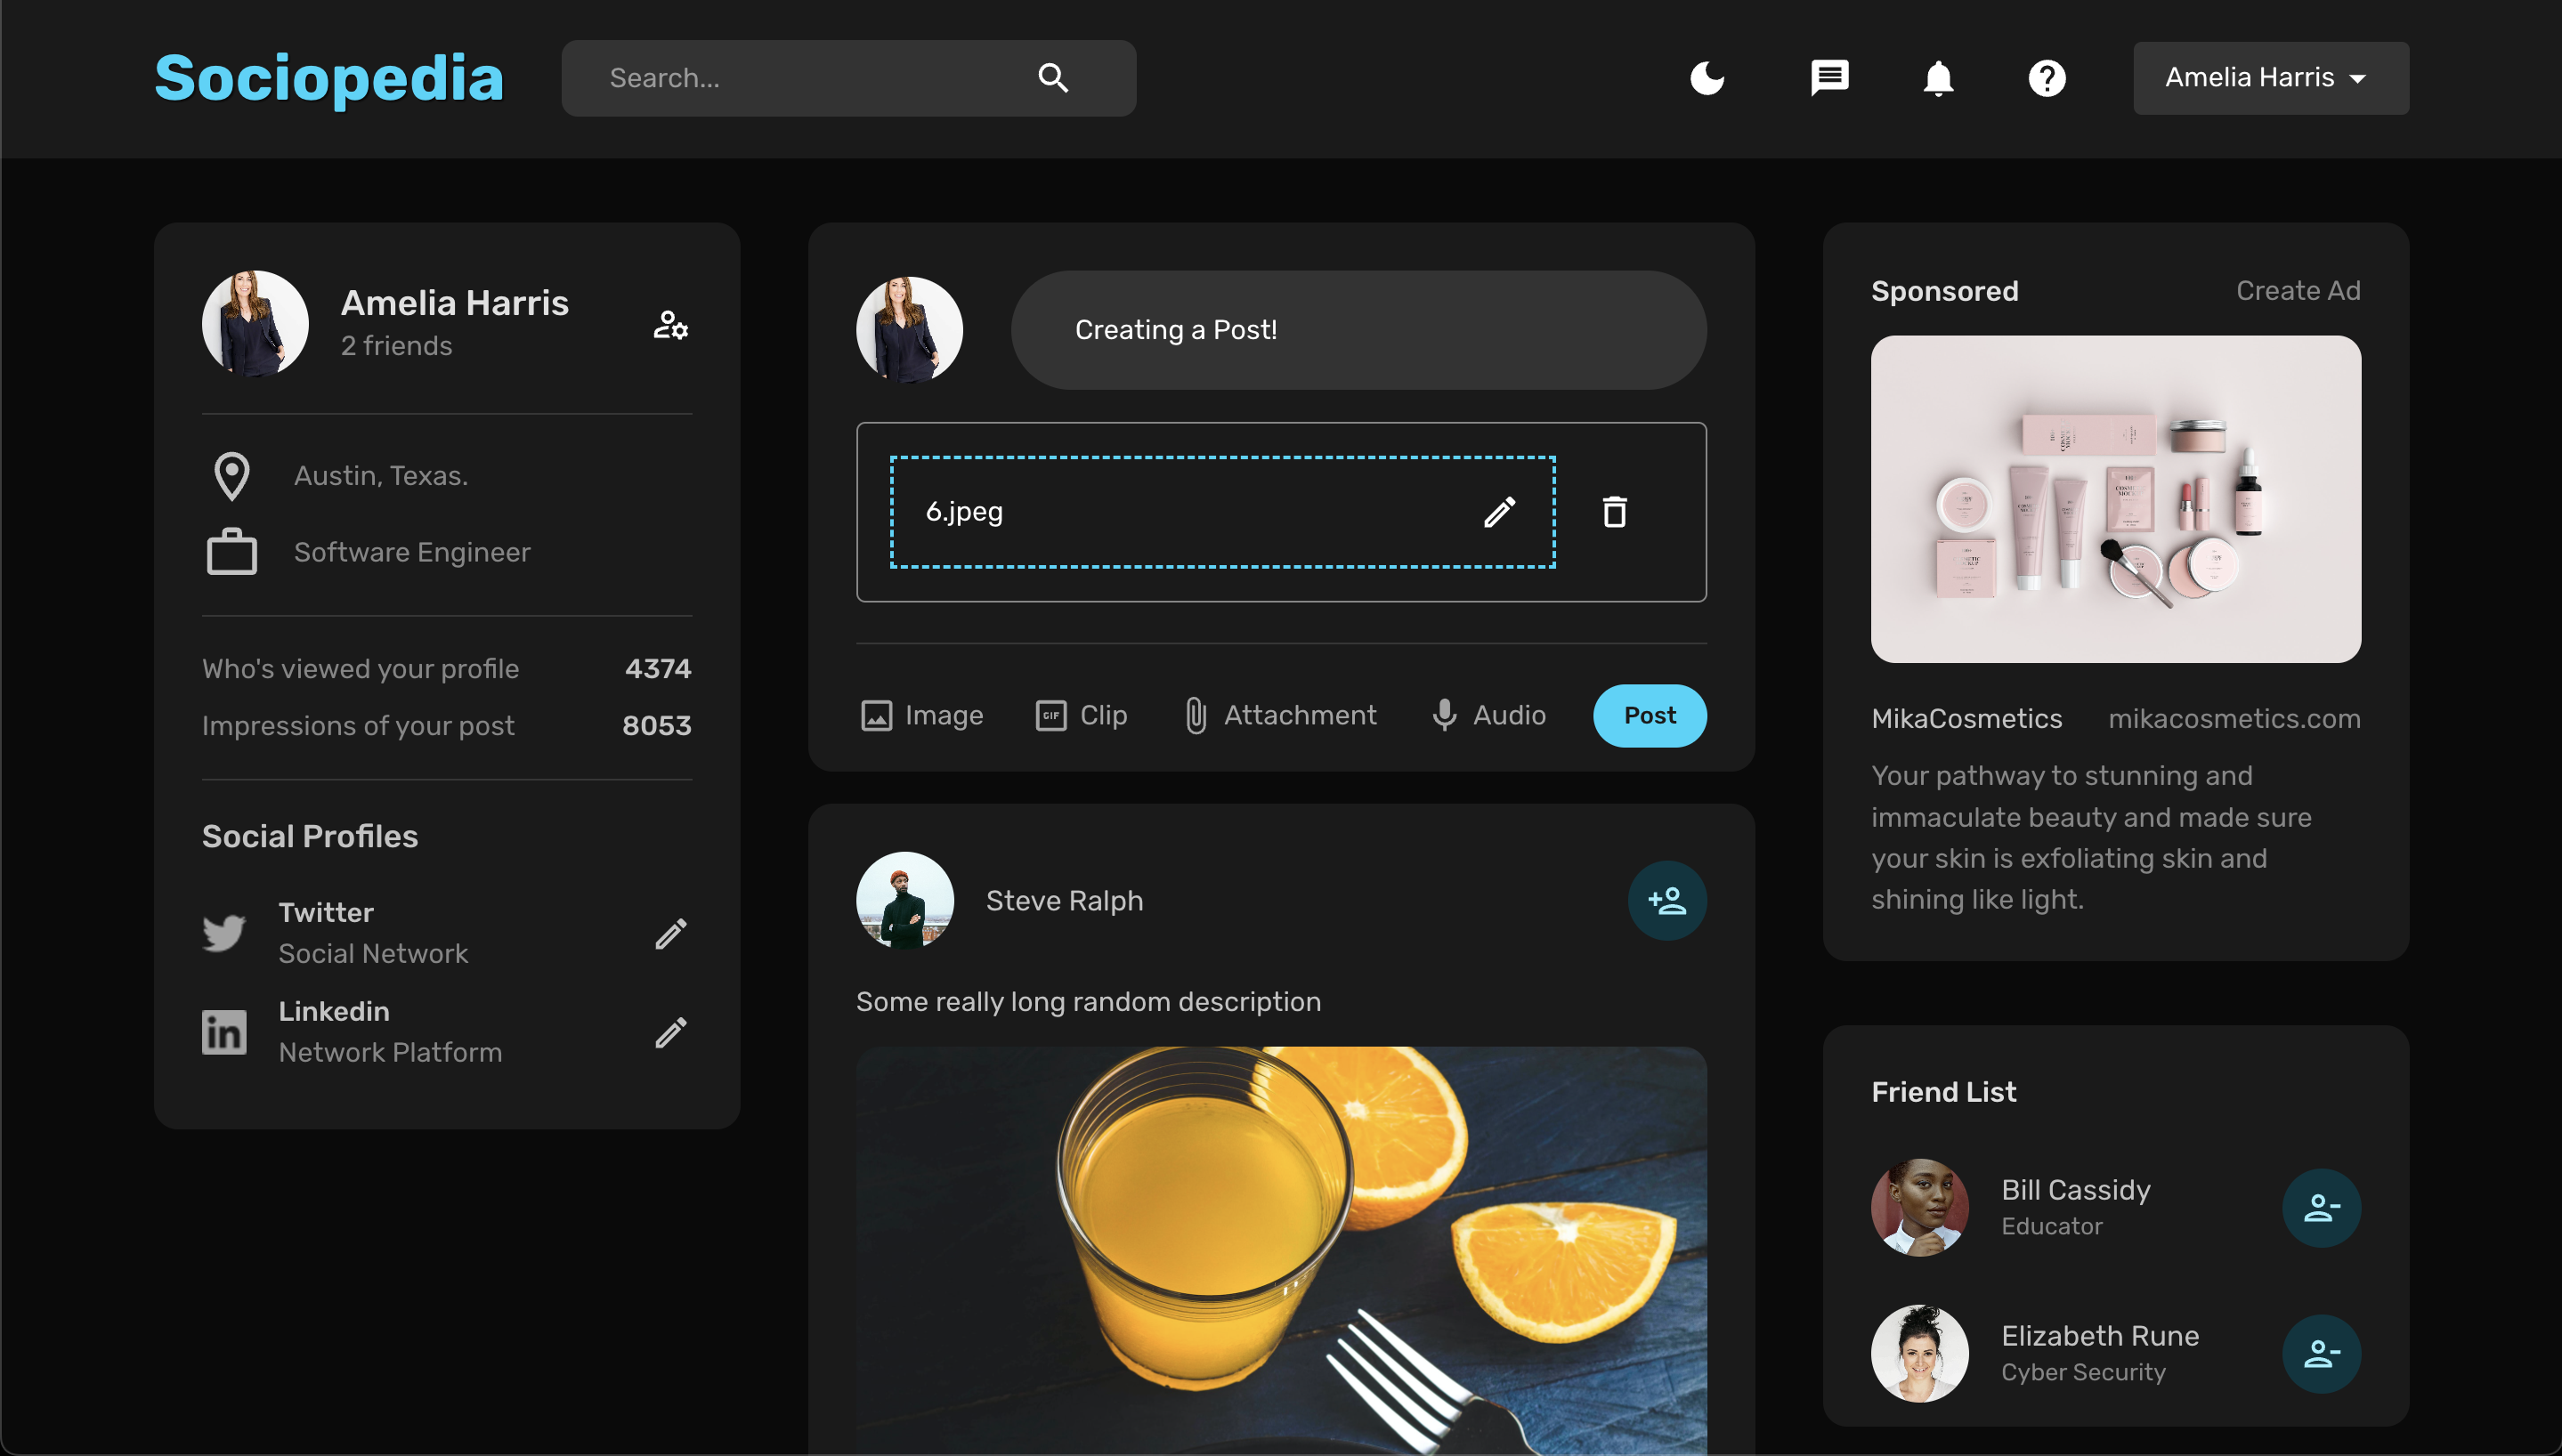 Sociopedia
Search...
Amelia Harris
Amelia Harris
2 friends
Austin, Texas.
Software Engineer
Who's viewed your profile 4374
Impressions of your post 8053
Social Profiles
Twitter
Social Network
Linkedin
Network Platform
Creating a Post!
6.jpeg
Image
GIF Clip
Attachment
Audio
Post
Steve Ralph
Some really long random description
Sponsored
Create Ad
MikaCosmetics
mikacosmetics.com
Your pathway to stunning and
immaculate beauty and made sure
your skin is exfoliating skin and
shining like light.
Friend List
Bill Cassidy
Educator
Elizabeth Rune
Cyber Security